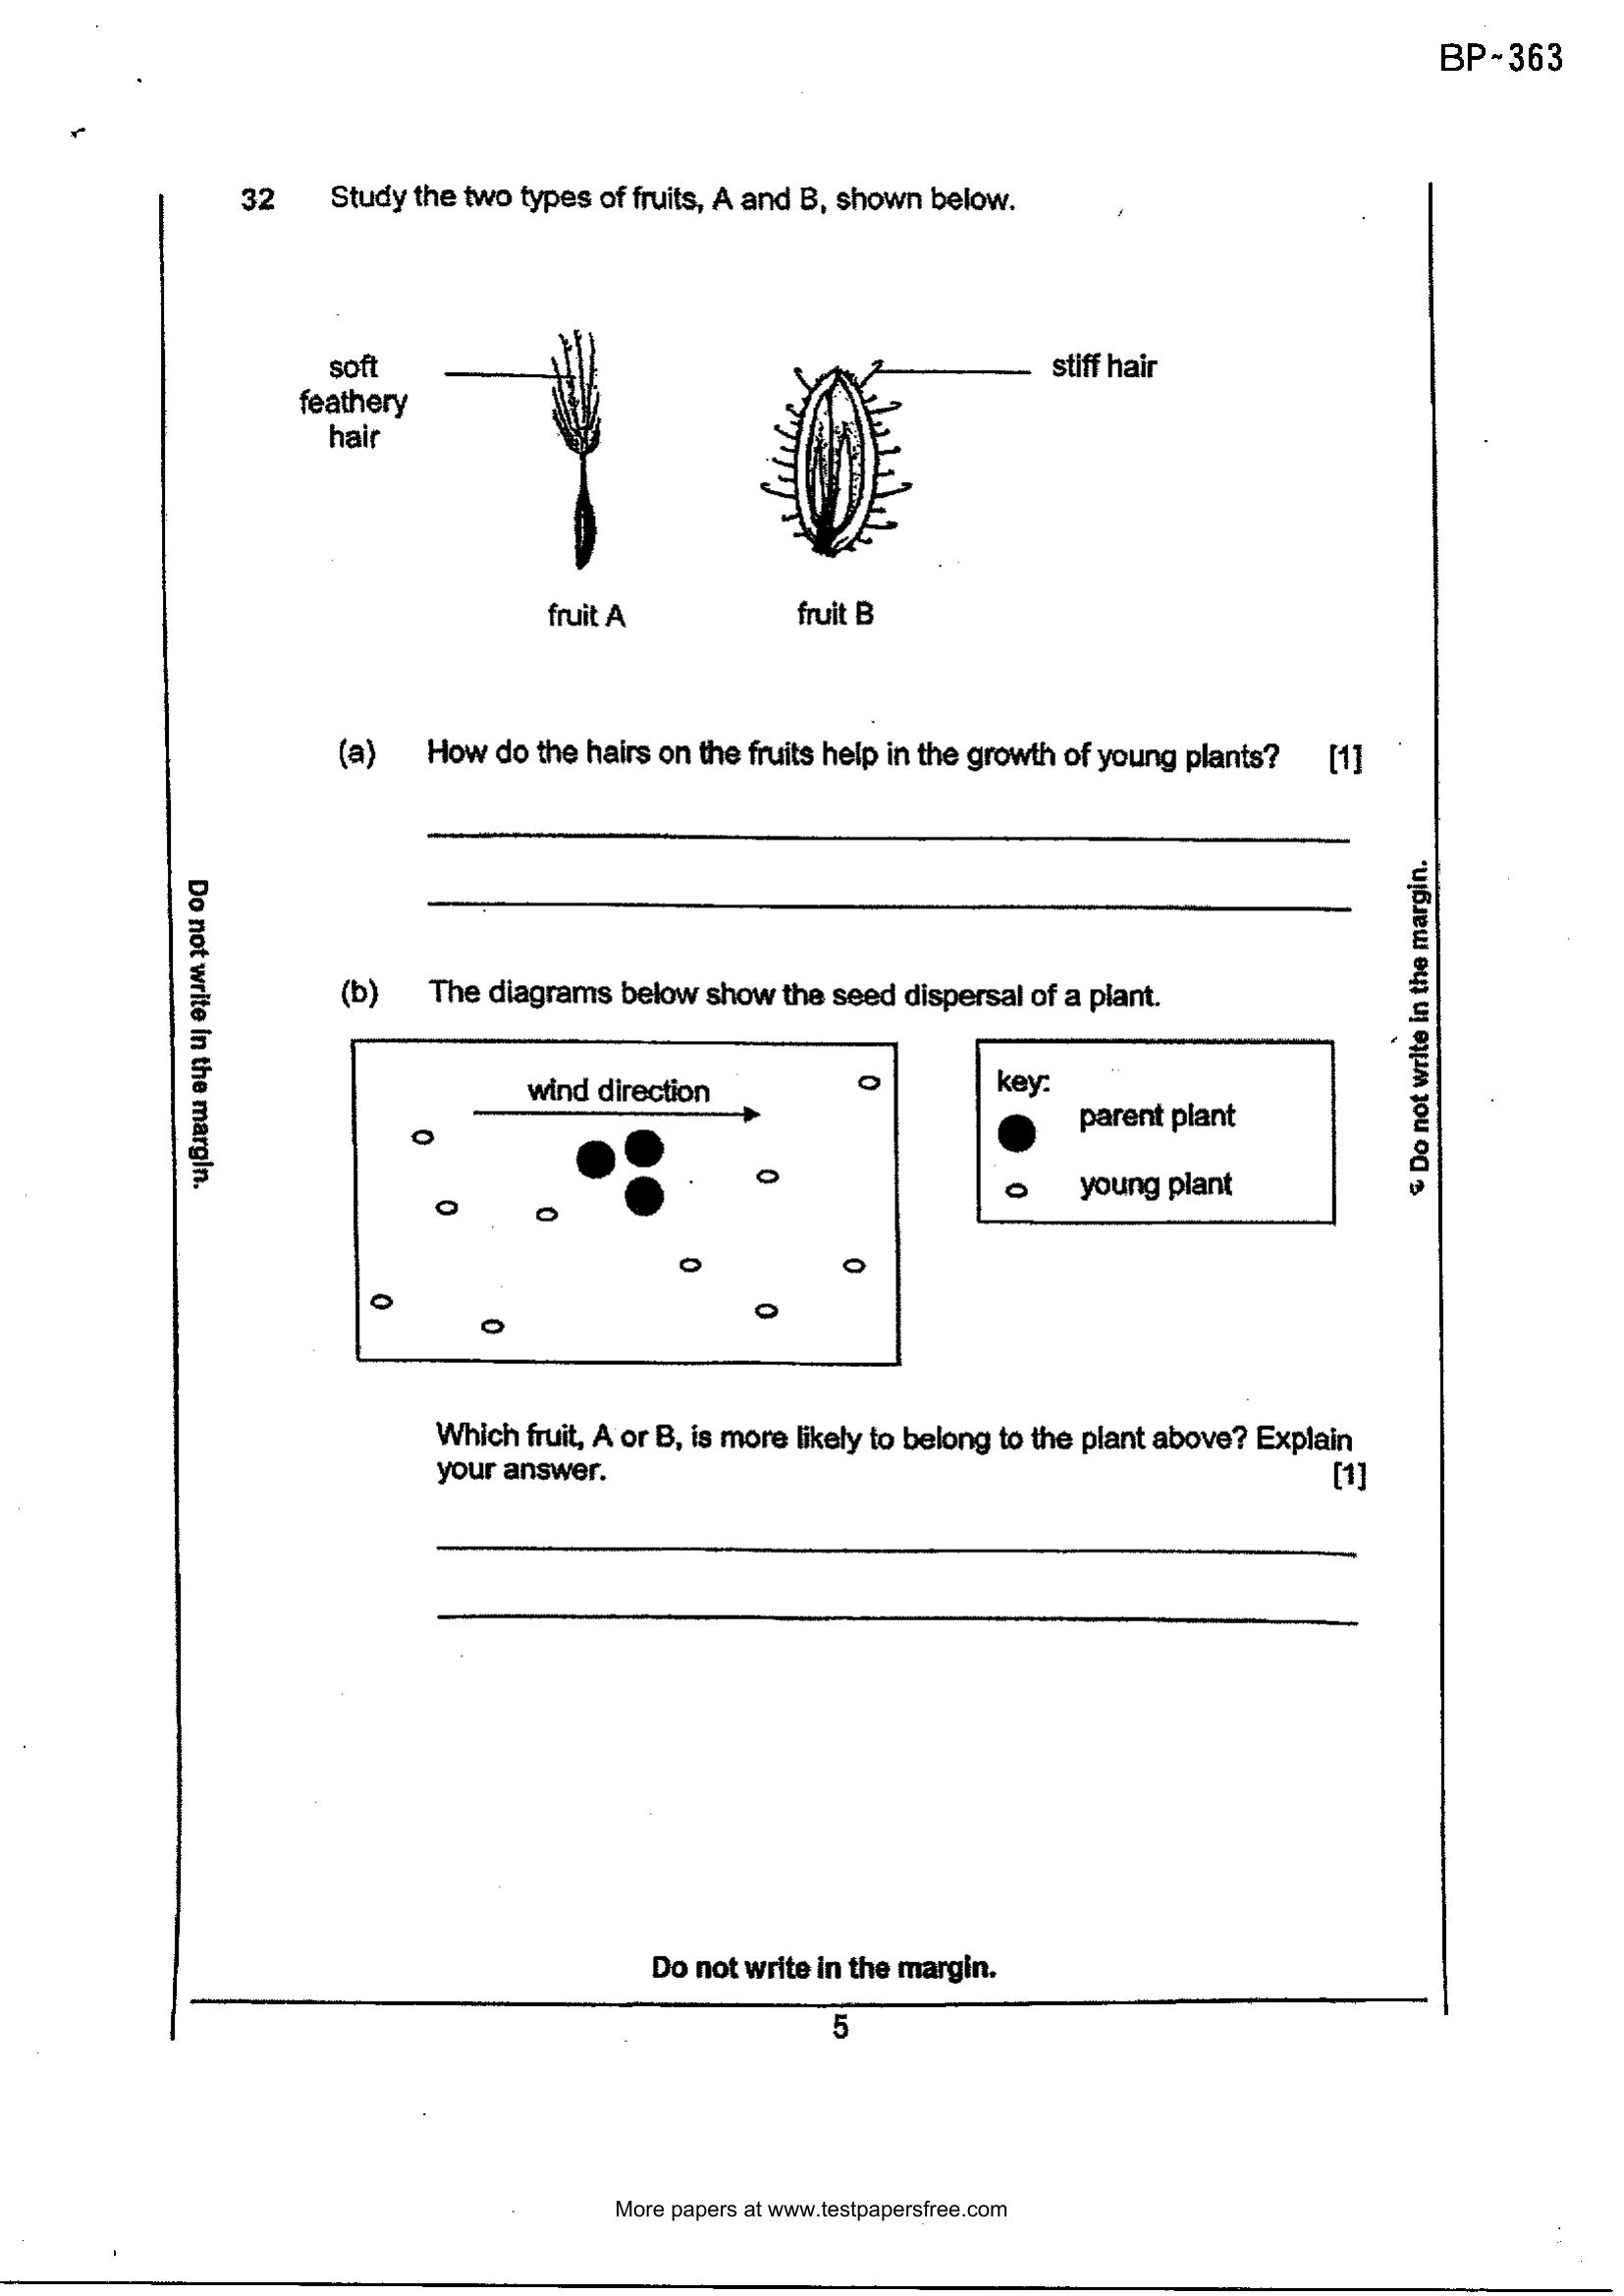 BP~363
32 Study the two types of fruits, A and B, shown below.
soft
feathery
hair
stiff hair
fruit A
fruit B
(a) How do the hairs on the fruits help in the growth of young plants? [1]
Do not write in the margin.
Do not write in the margin.
(b) The diagrams below show the seed dispersal of a plant.
wind direction
key:
parent plant
young plant
Which fruit, A or B, is more likely to belong to the plant above? Explain
your answer. [1]
Do not write in the margin.
5
More papers at www.testpapersfree.com